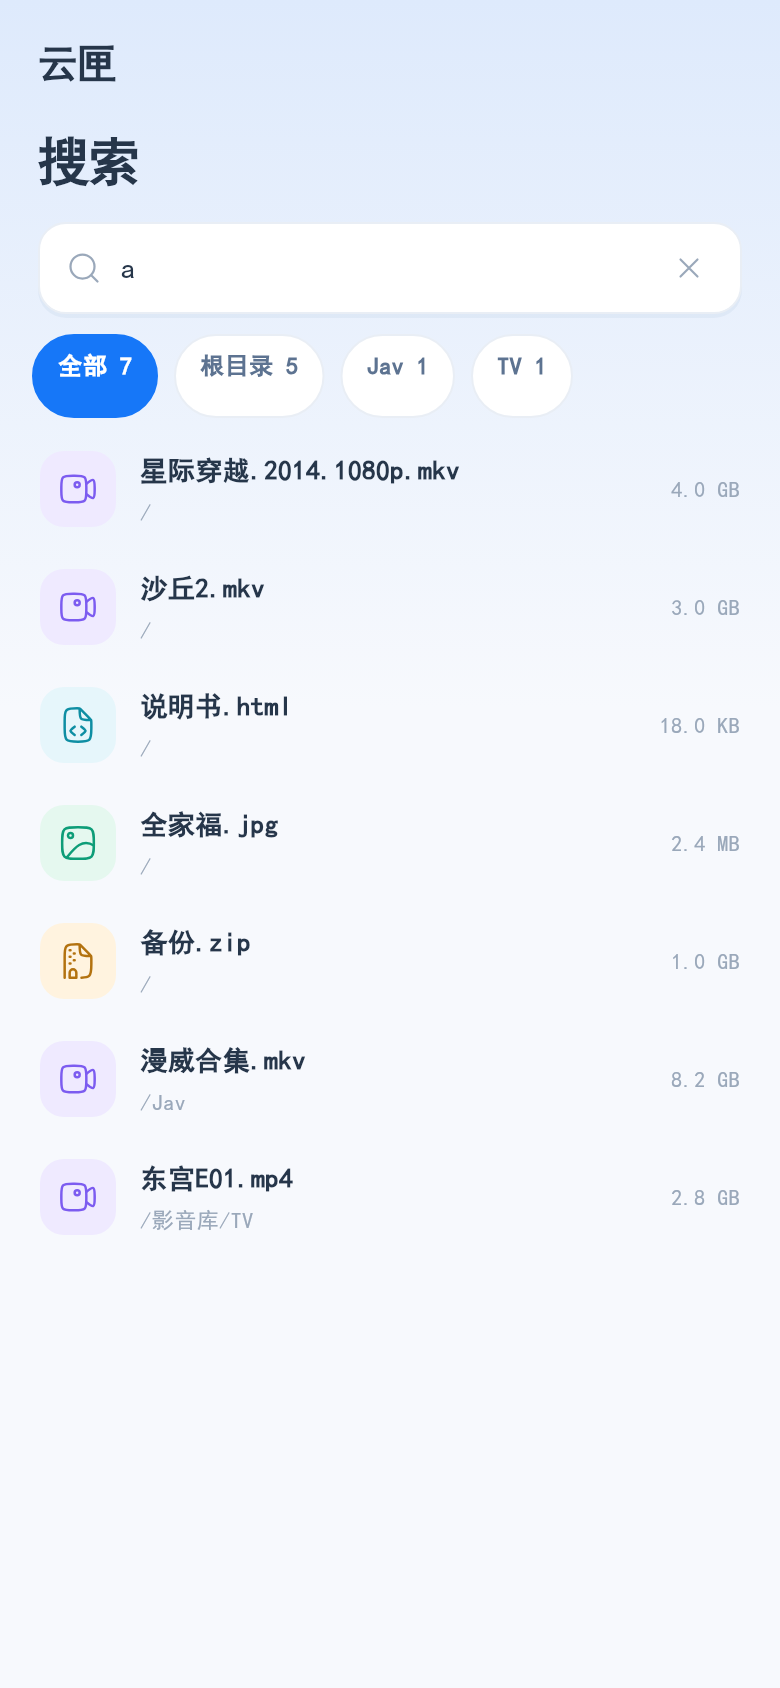 云匣
搜索
a
全部 7 根目录 5 Jav 1 TV 1
星际穿越.2014.1080p.mkv
/
4.0 GB
沙丘2.mkv
/
3.0 GB
说明书.html
/
18.0 KB
全家福.jpg
/
2.4 MB
备份.zip
/
1.0 GB
漫威合集.mkv
/Jav
8.2 GB
东宫E01.mp4
/影音库/TV
2.8 GB